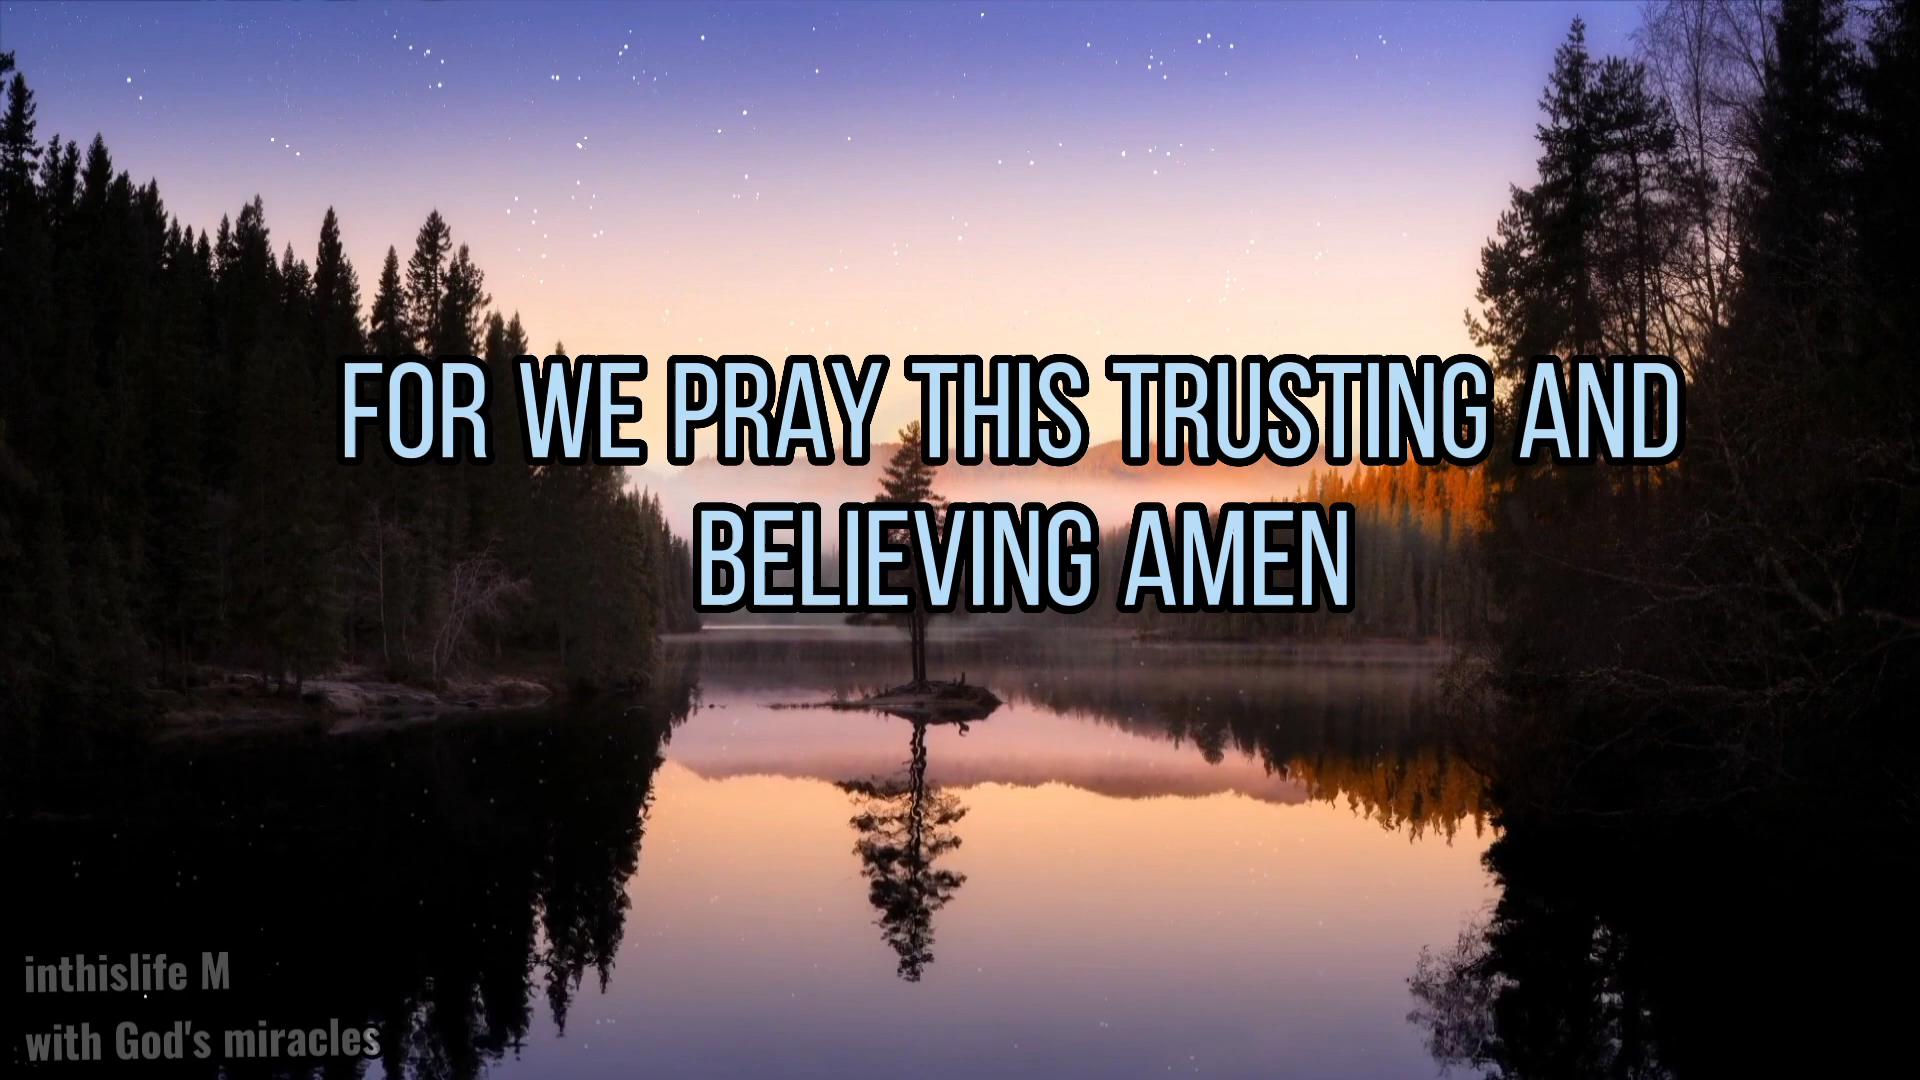 FOR WE PRAY THIS TRUSTING AND
BELIEVING AMEN
inthislife M
with God's miracles